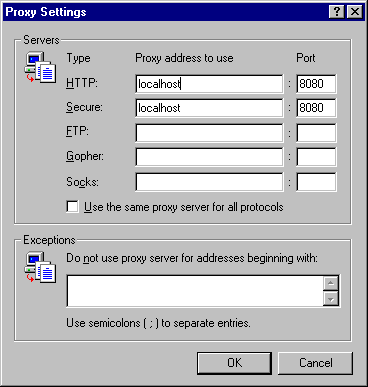 Proxy Settings
Servers
Type Proxy address to use Port
HTTP: localhost : 8080
Secure: localhost : 8080
FTP: :
Gopher: :
Socks: :
Use the same proxy server for all protocols
Exceptions
Do not use proxy server for addresses beginning with:
Use semicolons ( ; ) to separate entries.
OK Cancel